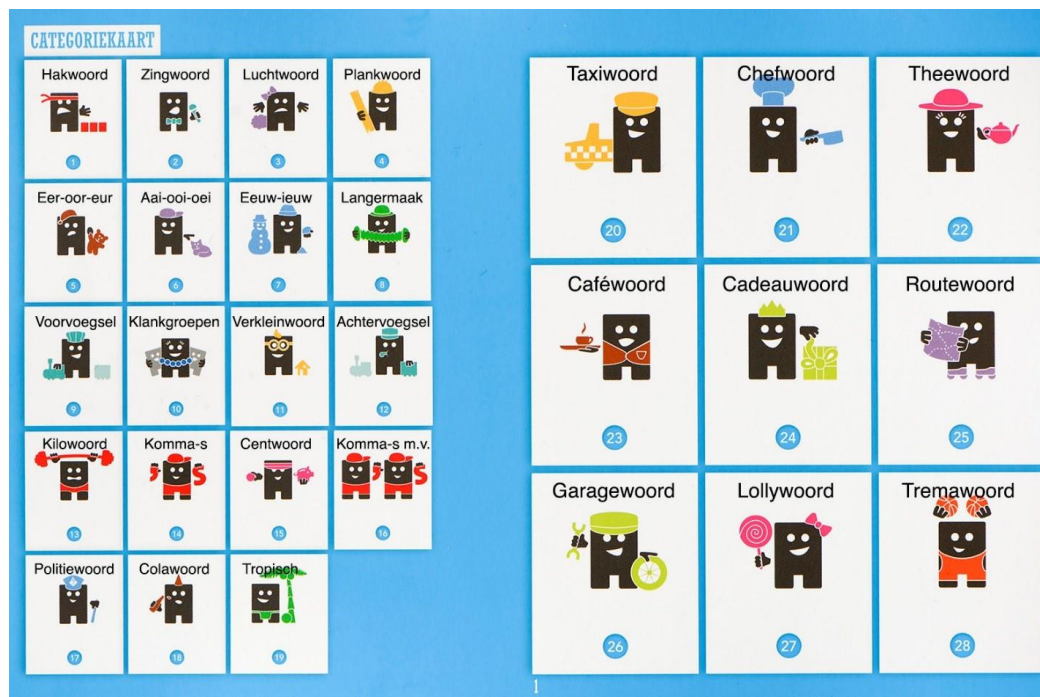 CATEGORIEKAART
Hakwoord Zingwoord Luchtwoord Plankwoord
1 2 3 4
Eer-oor-eur Aai-ooi-oei Eeuw-ieuw Langermaak
5 6 7 8
Voorvoegsel Klankgroepen Verkleinwoord Achtervoegsel
9 10 11 12
Kilowoord Komma-s Centwoord Komma-s m.v.
13 14 15 16
Politiewoord Colawoord Tropisch
17 18 19
Taxiwoord Chefwoord Theewoord
20 21 22
Caféwoord Cadeauwoord Routewoord
23 24 25
Garagewoord Lollywoord Tremawoord
26 27 28
1